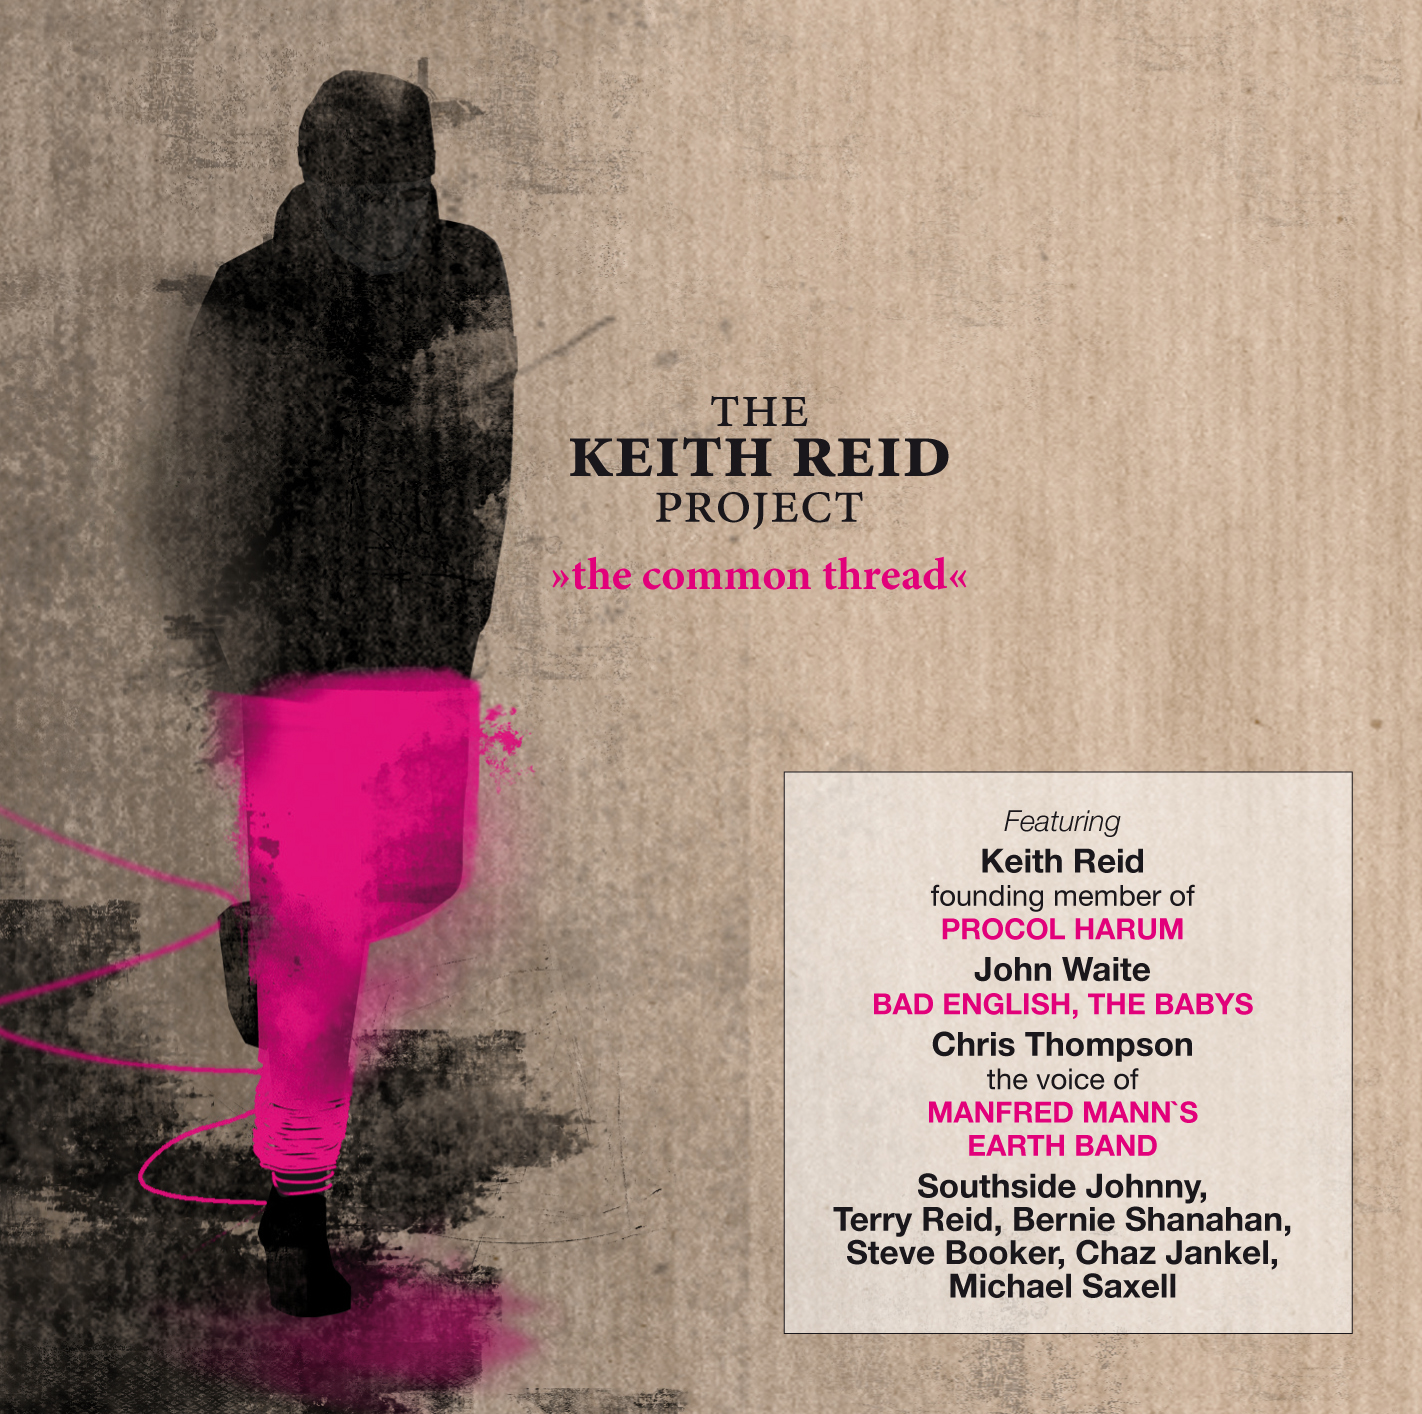 THE
KEITH REID
PROJECT
»the common thread«
Featuring
Keith Reid
founding member of
PROCOL HARUM
John Waite
BAD ENGLISH, THE BABYS
Chris Thompson
the voice of
MANFRED MANN`S
EARTH BAND
Southside Johnny,
Terry Reid, Bernie Shanahan,
Steve Booker, Chaz Jankel,
Michael Saxell